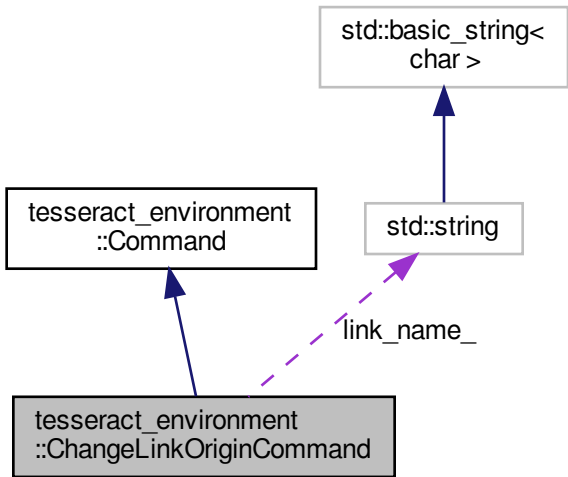 std::basic_string<
char >
tesseract_environment
::Command
std::string
link_name_
tesseract_environment
::ChangeLinkOriginCommand